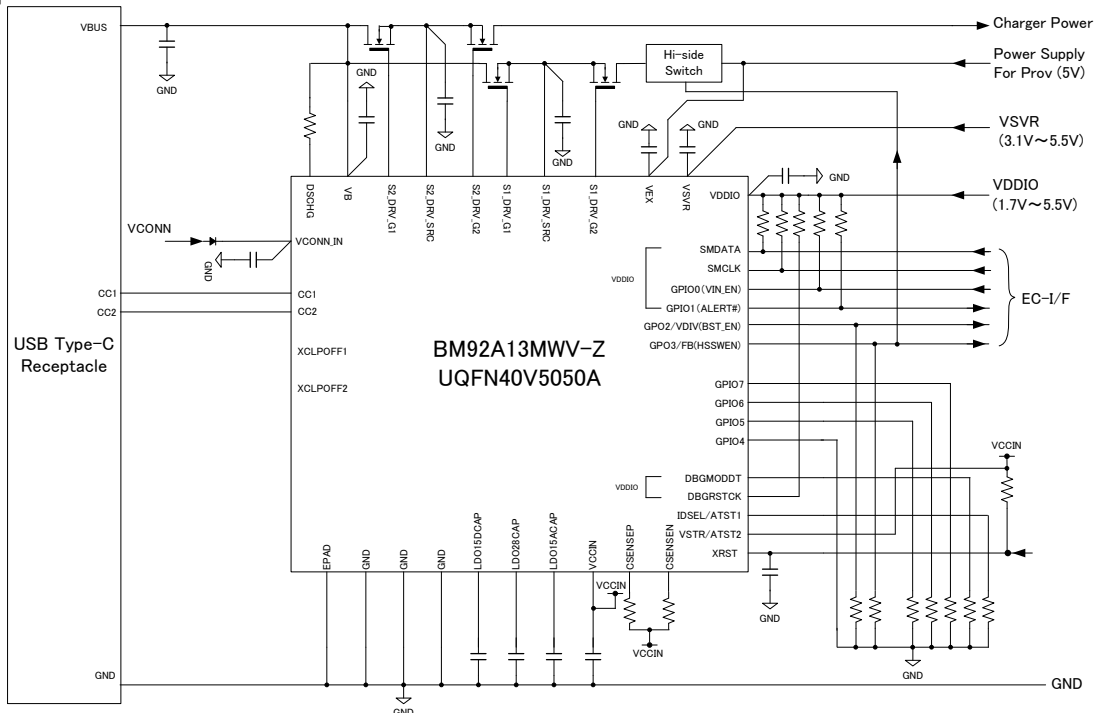 VBUS
Charger Power
Hi-side
Switch
Power Supply
For Prov (5V)
GND
GND
GND
GND
GND
GND
VSVR
(3.1V～5.5V)
GND
VDDIO
(1.7V～5.5V)
DSCHG
VB
S2_DRV_G1
S2_DRV_SRC
S2_DRV_G2
S1_DRV_G1
S1_DRV_SRC
S1_DRV_G2
VEX
VSVR
VDDIO
VCONN
VCONN_IN
GND
SMDATA
SMCLK
VDDIO
GPIO0(VIN_EN)
GPIO1(ALERT#)
GPO2/VDIV(BST_EN)
GPO3/FB(HSSWEN)
EC-I/F
CC1
CC1
CC2
CC2
USB Type-C
Receptacle
XCLPOFF1
XCLPOFF2
BM92A13MWV-Z
UQFN40V5050A
GPIO7
GPIO6
GPIO5
GPIO4
VCCIN
VDDIO
DBGMODDT
DBGRSTCK
IDSEL/ATST1
VSTR/ATST2
XRST
EPAD
GND
GND
GND
LDO15DCAP
LDO28CAP
LDO15ACAP
VCCIN
CSENSEP
CSENSEN
VCCIN
VCCIN
GND
GND
GND
GND
GND